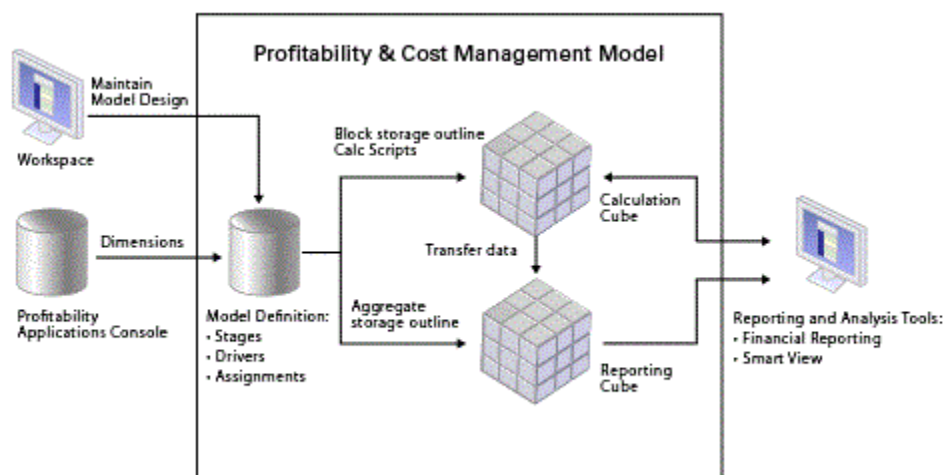 Profitability & Cost Management Model
Maintain
Model Design
Workspace
Block storage outline
Calc Scripts
Calculation
Cube
Dimensions
Transfer data
Profitability
Applications Console
Model Definition:
• Stages
• Drivers
• Assignments
Aggregate
storage outline
Reporting
Cube
Reporting and Analysis Tools:
• Financial Reporting
• Smart View